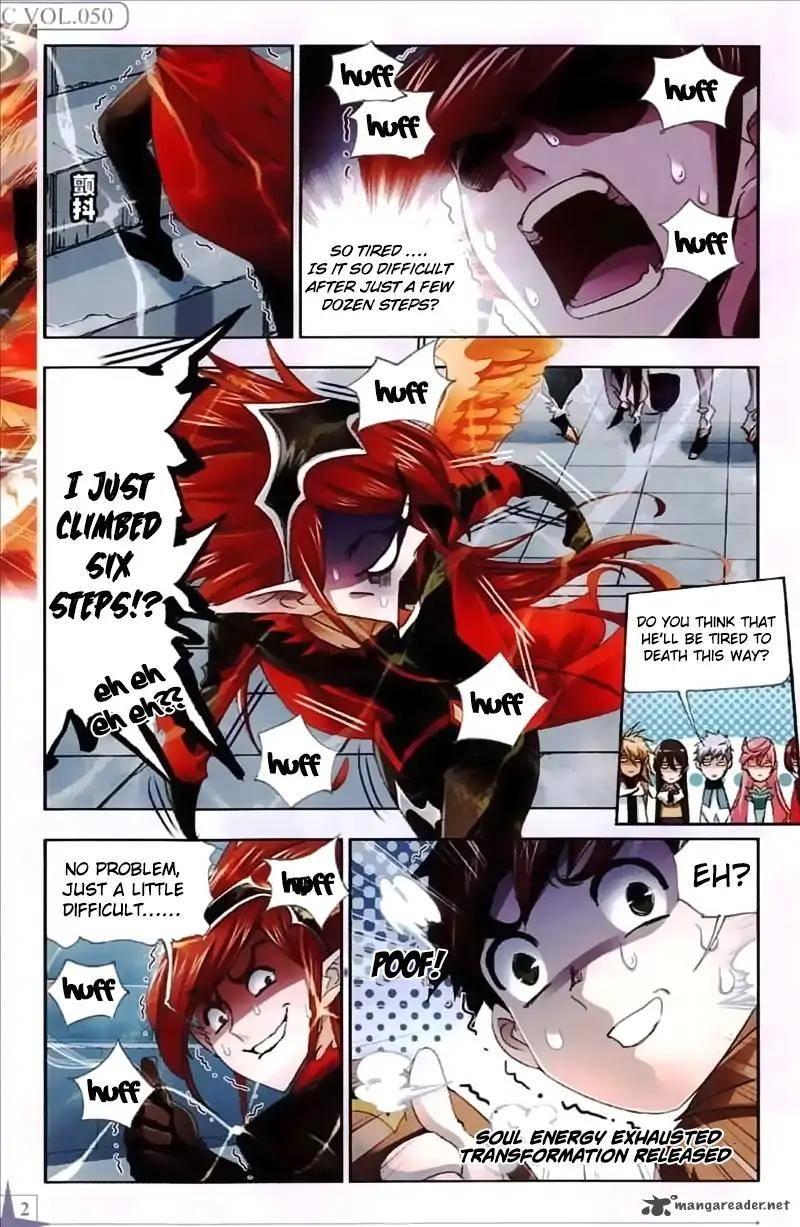 C VOL.050
颤抖
huff
huff
huff
huff
SO TIRED ....
IS IT SO DIFFICULT
AFTER JUST A FEW
DOZEN STEPS?
huff
I JUST
CLIMBED
SIX
STEPS!?
eh eh
eh eh??
huff
huff
DO YOU THINK THAT
HE'LL BE TIRED TO
DEATH THIS WAY?
NO PROBLEM,
JUST A LITTLE
DIFFICULT......
huff
huff
huff
EH?
POOF!
SOUL ENERGY EXHAUSTED
TRANSFORMATION RELEASED
2
mangareader.net